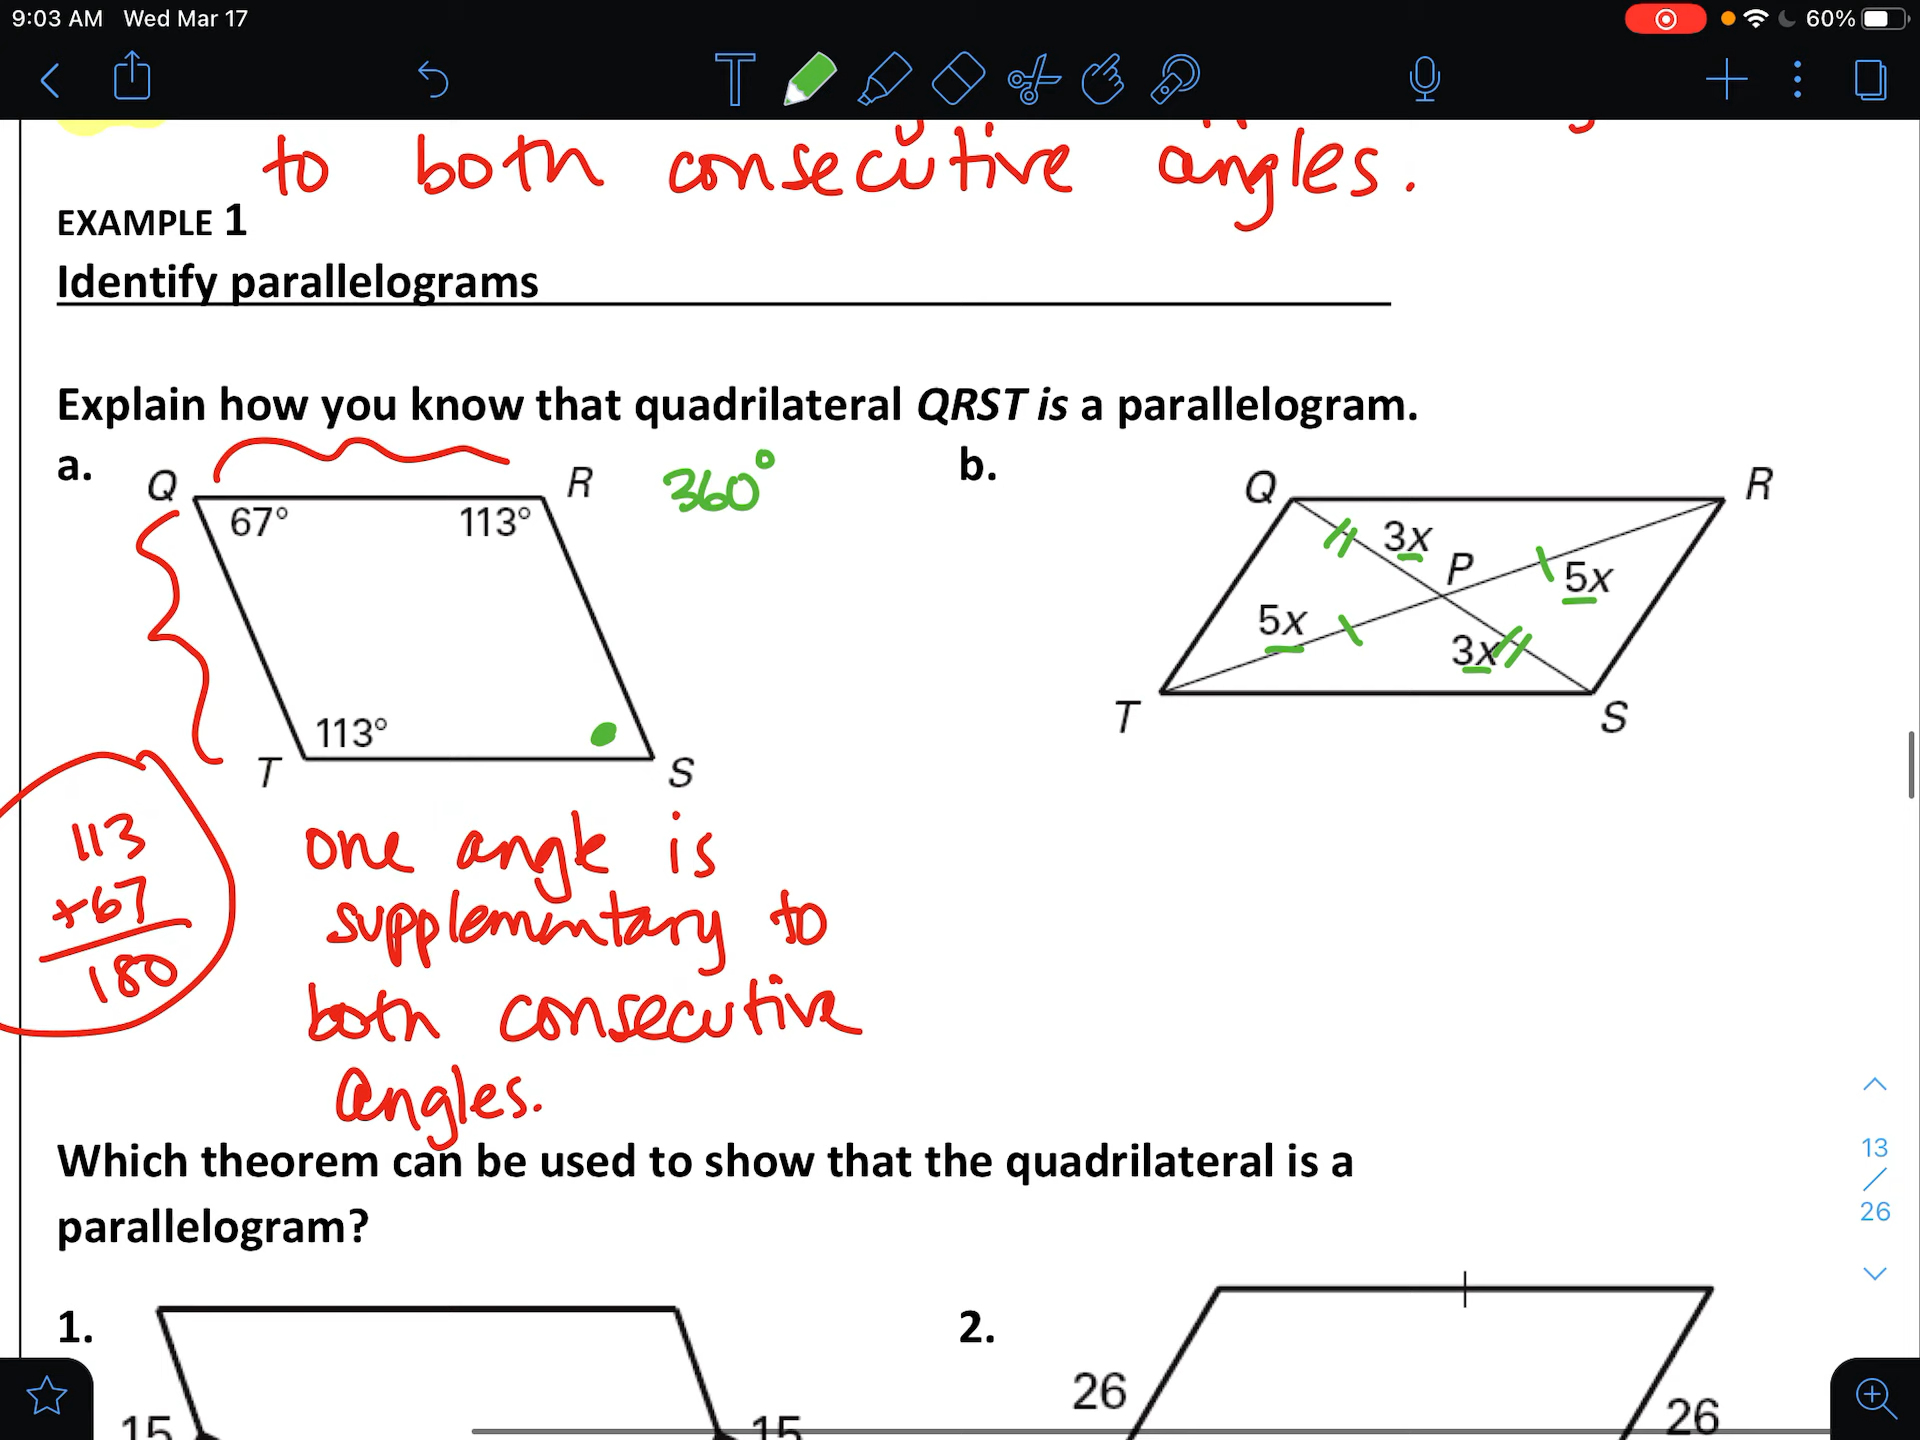 9:03 AM Wed Mar 17
60%
to both consecutive angles.
EXAMPLE 1
Identify parallelograms
Explain how you know that quadrilateral QRST is a parallelogram.
a.
Q
R
67°
113°
113°
T
S
360°
b.
Q
R
3x
P
5x
5x
3x
T
S
113
+67
180
one angle is
supplementary to
both consecutive
angles.
Which theorem can be used to show that the quadrilateral is a
parallelogram?
13
/
26
1.
15
15
2.
26
26